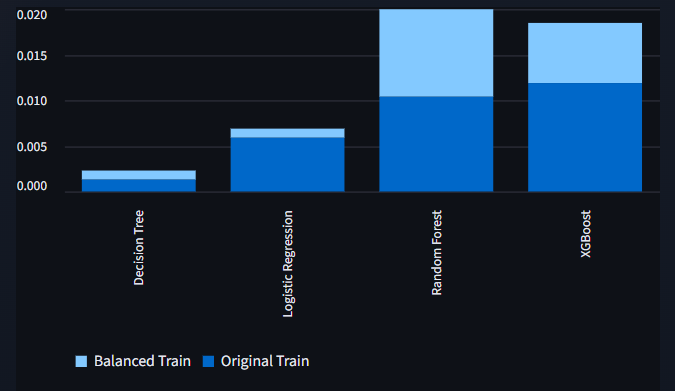 0.020
0.015
0.010
0.005
0.000
Decision Tree
Logistic Regression
Random Forest
XGBoost
Balanced Train Original Train